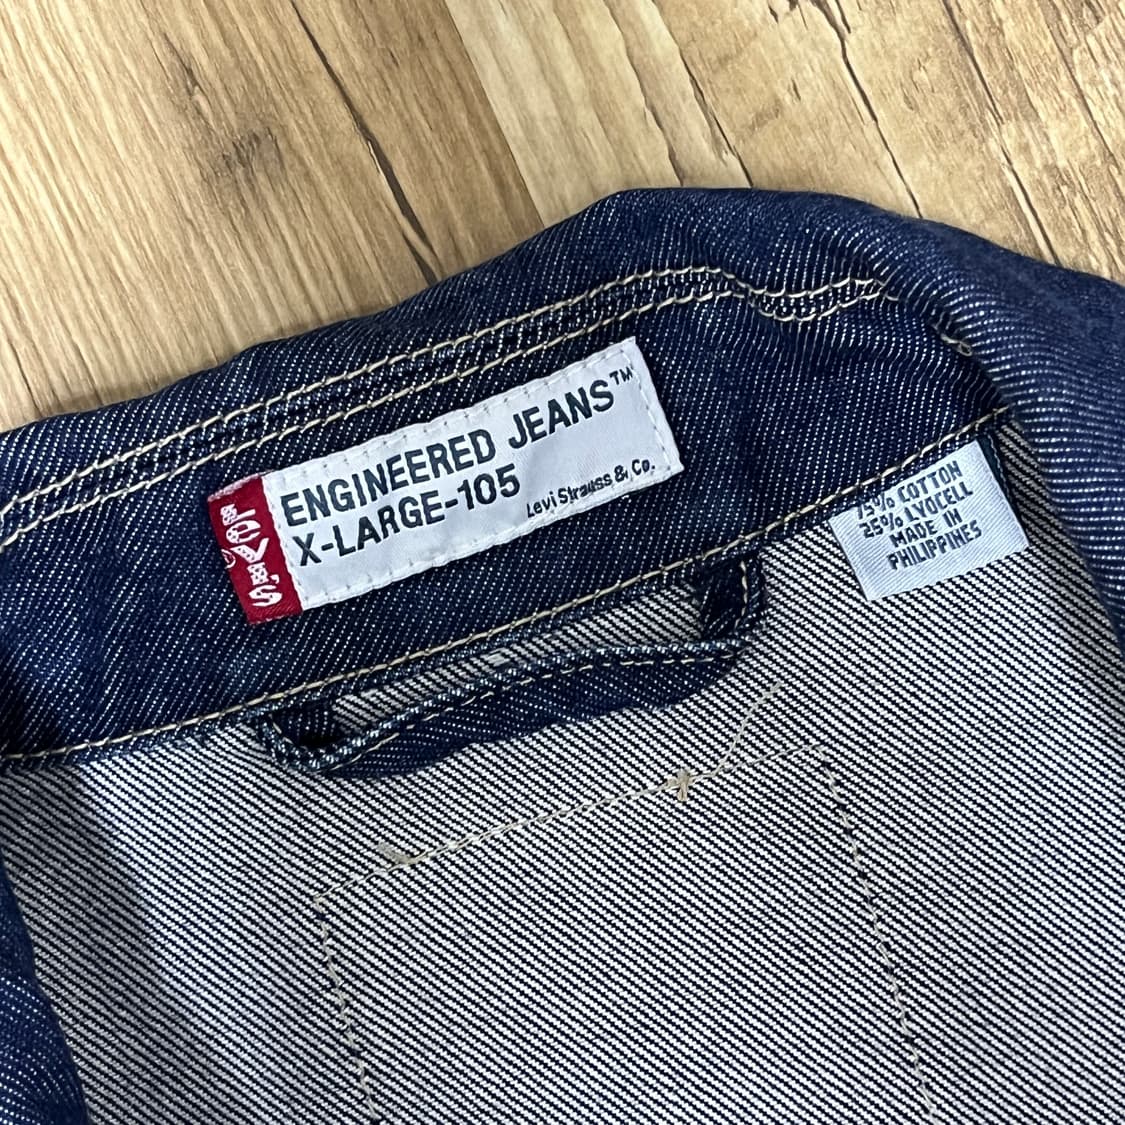 LEVI'S
®
ENGINEERED JEANS™
X-LARGE-105
Levi Strauss & Co.
75% COTTON
25% LYOCELL
MADE IN
PHILIPPINES